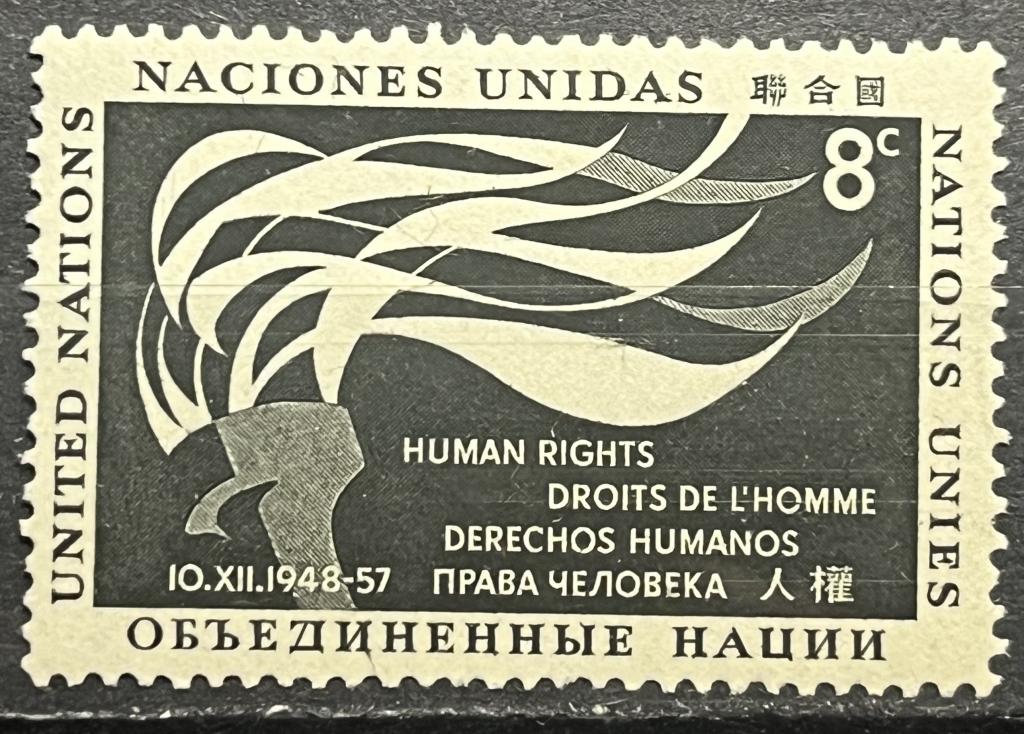 NACIONES UNIDAS 聯合國
UNITED NATIONS
8c
NATIONS UNIES
HUMAN RIGHTS
DROITS DE L'HOMME
DERECHOS HUMANOS
10.XII.1948-57 ПРАВА ЧЕЛОВЕКА 人權
ОБЪЕДИНЕННЫЕ НАЦИИ